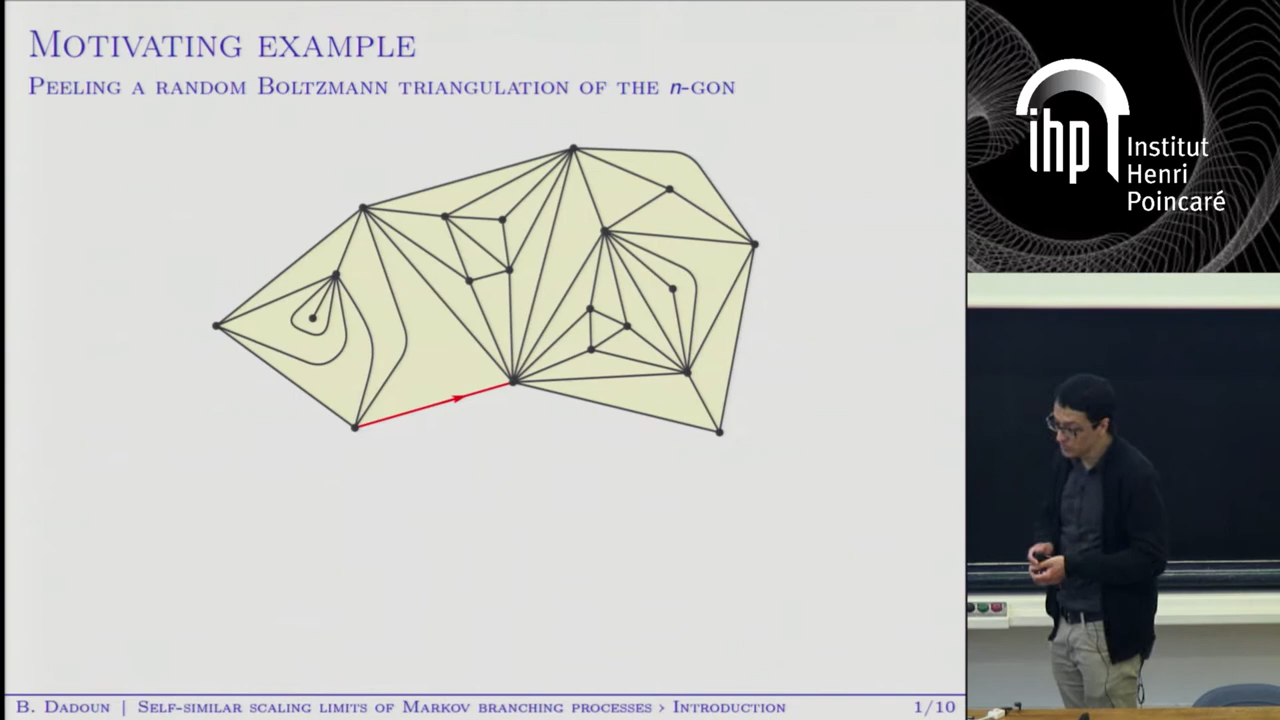 Motivating example
Peeling a random Boltzmann triangulation of the n-gon
ihp
Institut
Henri
Poincaré
B. Dadoun | Self-similar scaling limits of Markov branching processes › Introduction 1/10